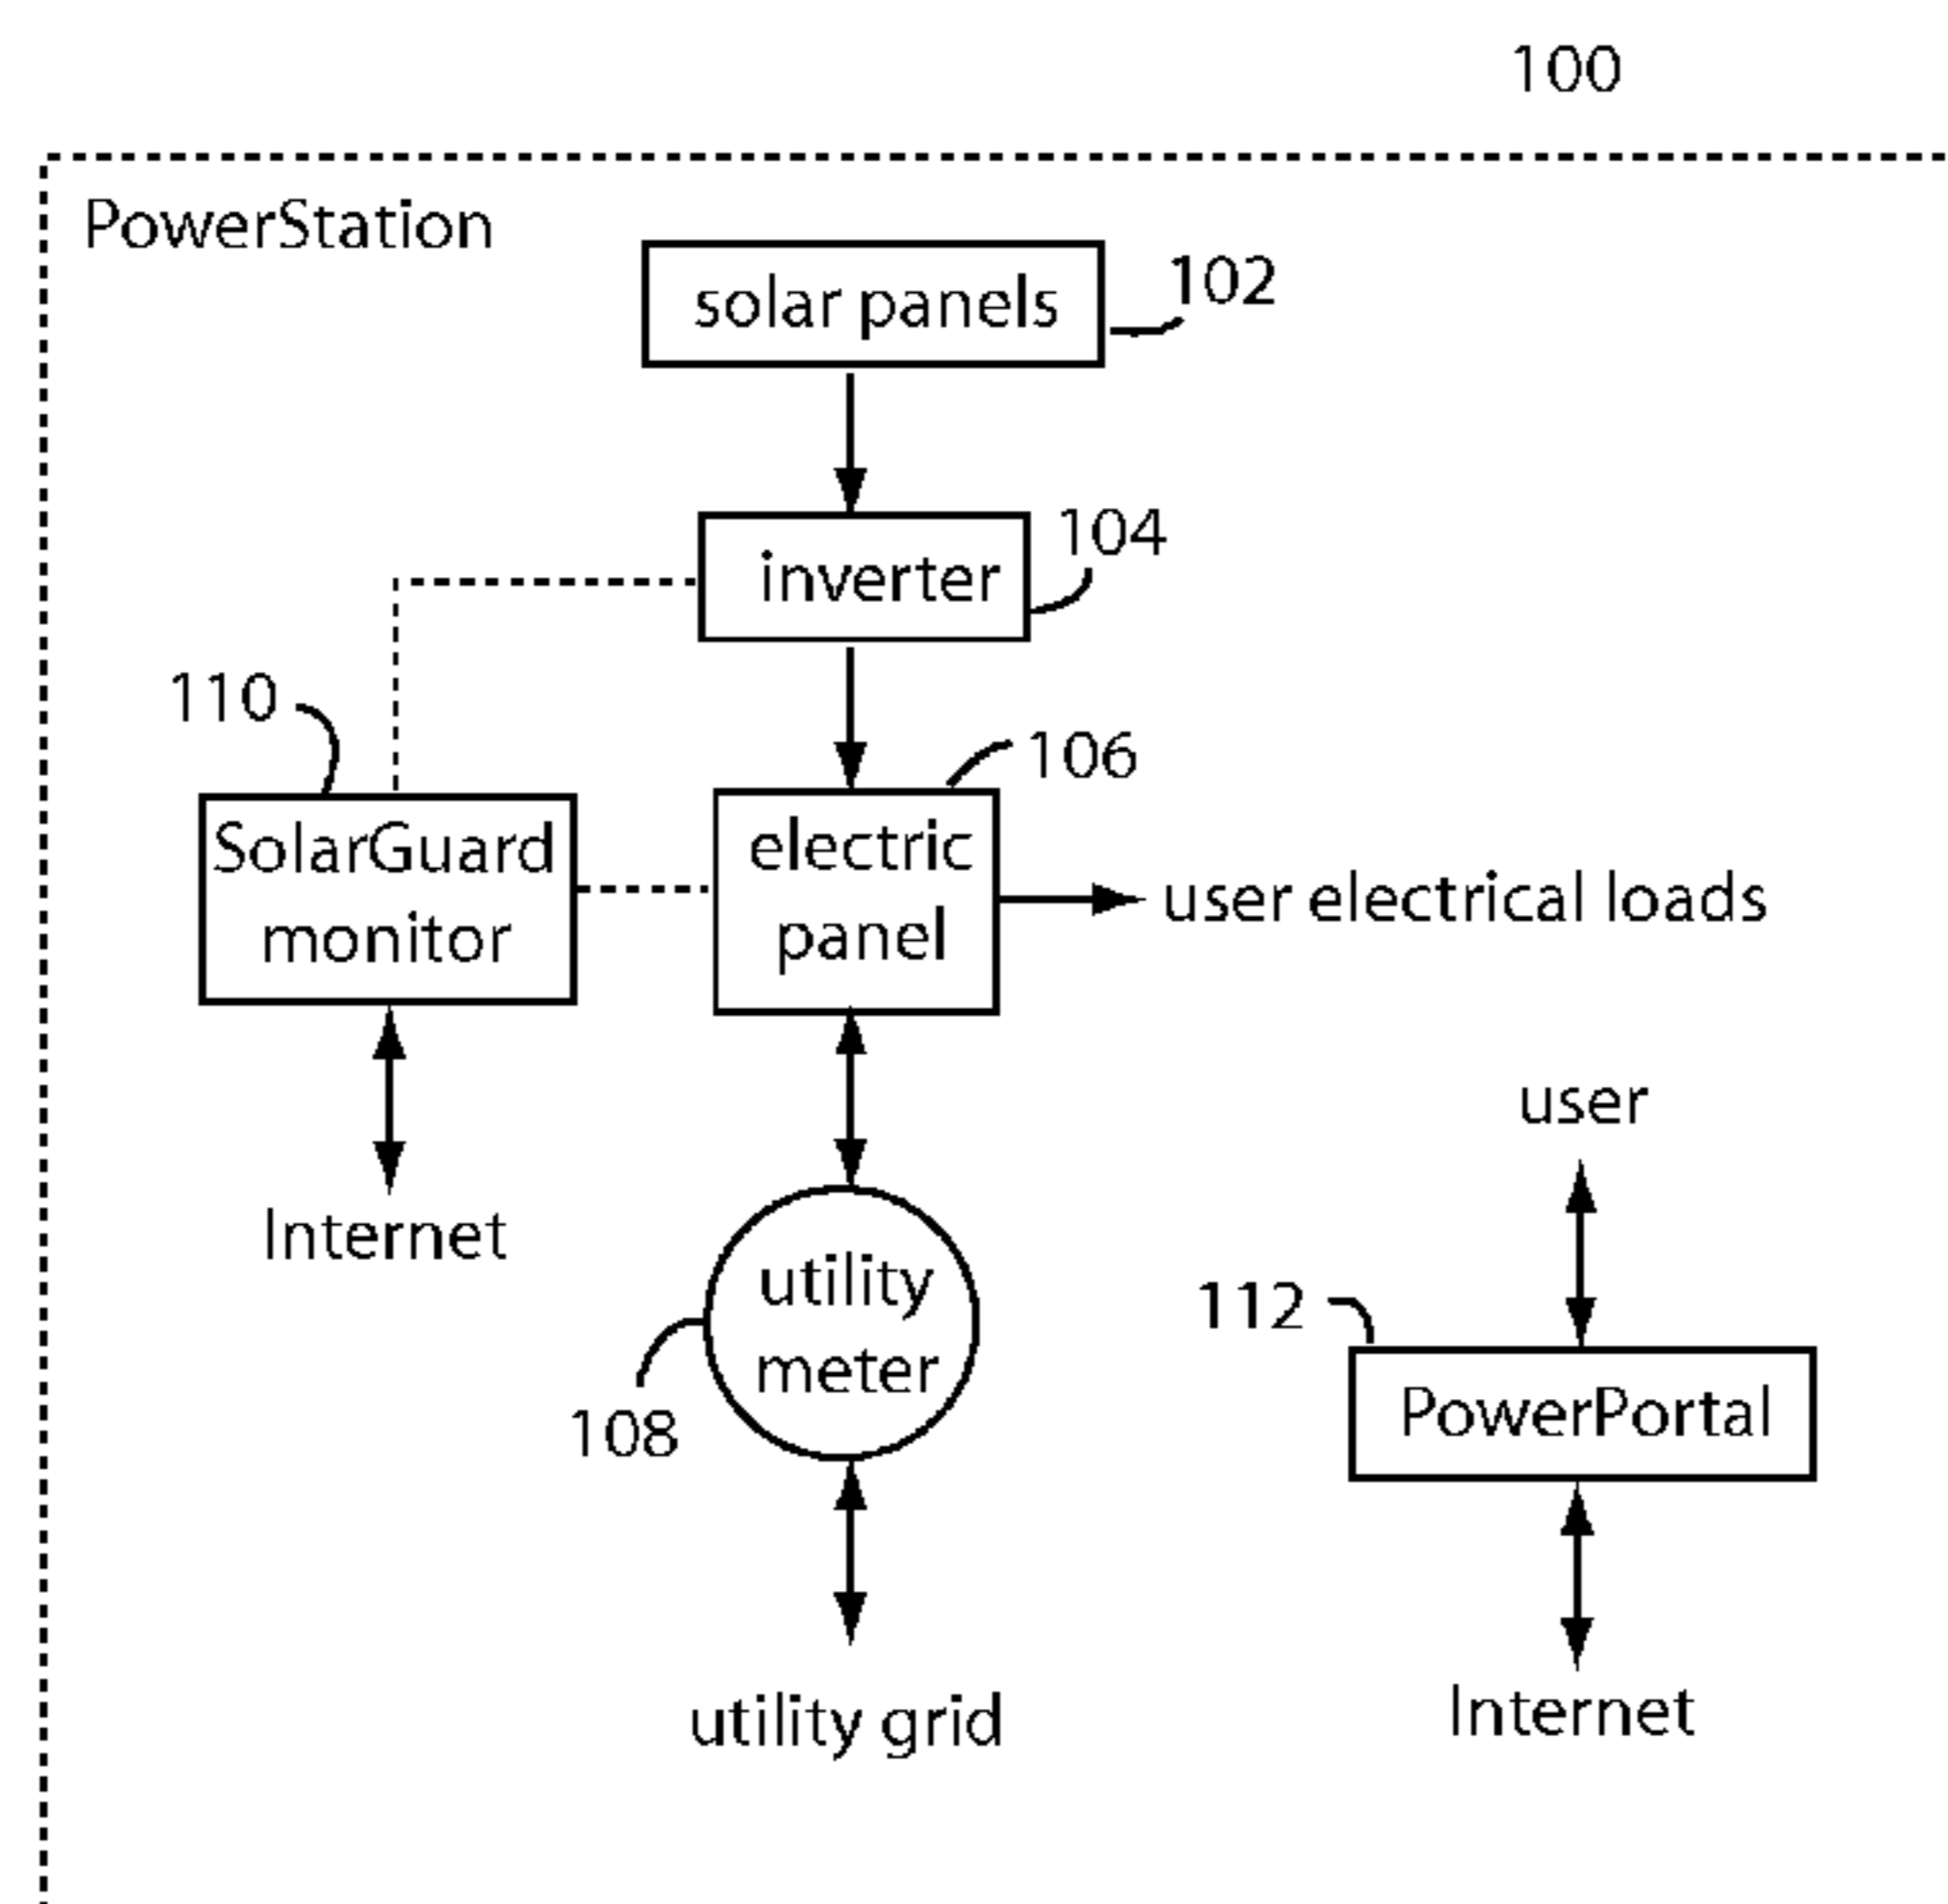 100
PowerStation
solar panels
102
inverter
104
110
106
SolarGuard
monitor
electric
panel
user electrical loads
Internet
user
utility
meter
108
112
PowerPortal
utility grid
Internet